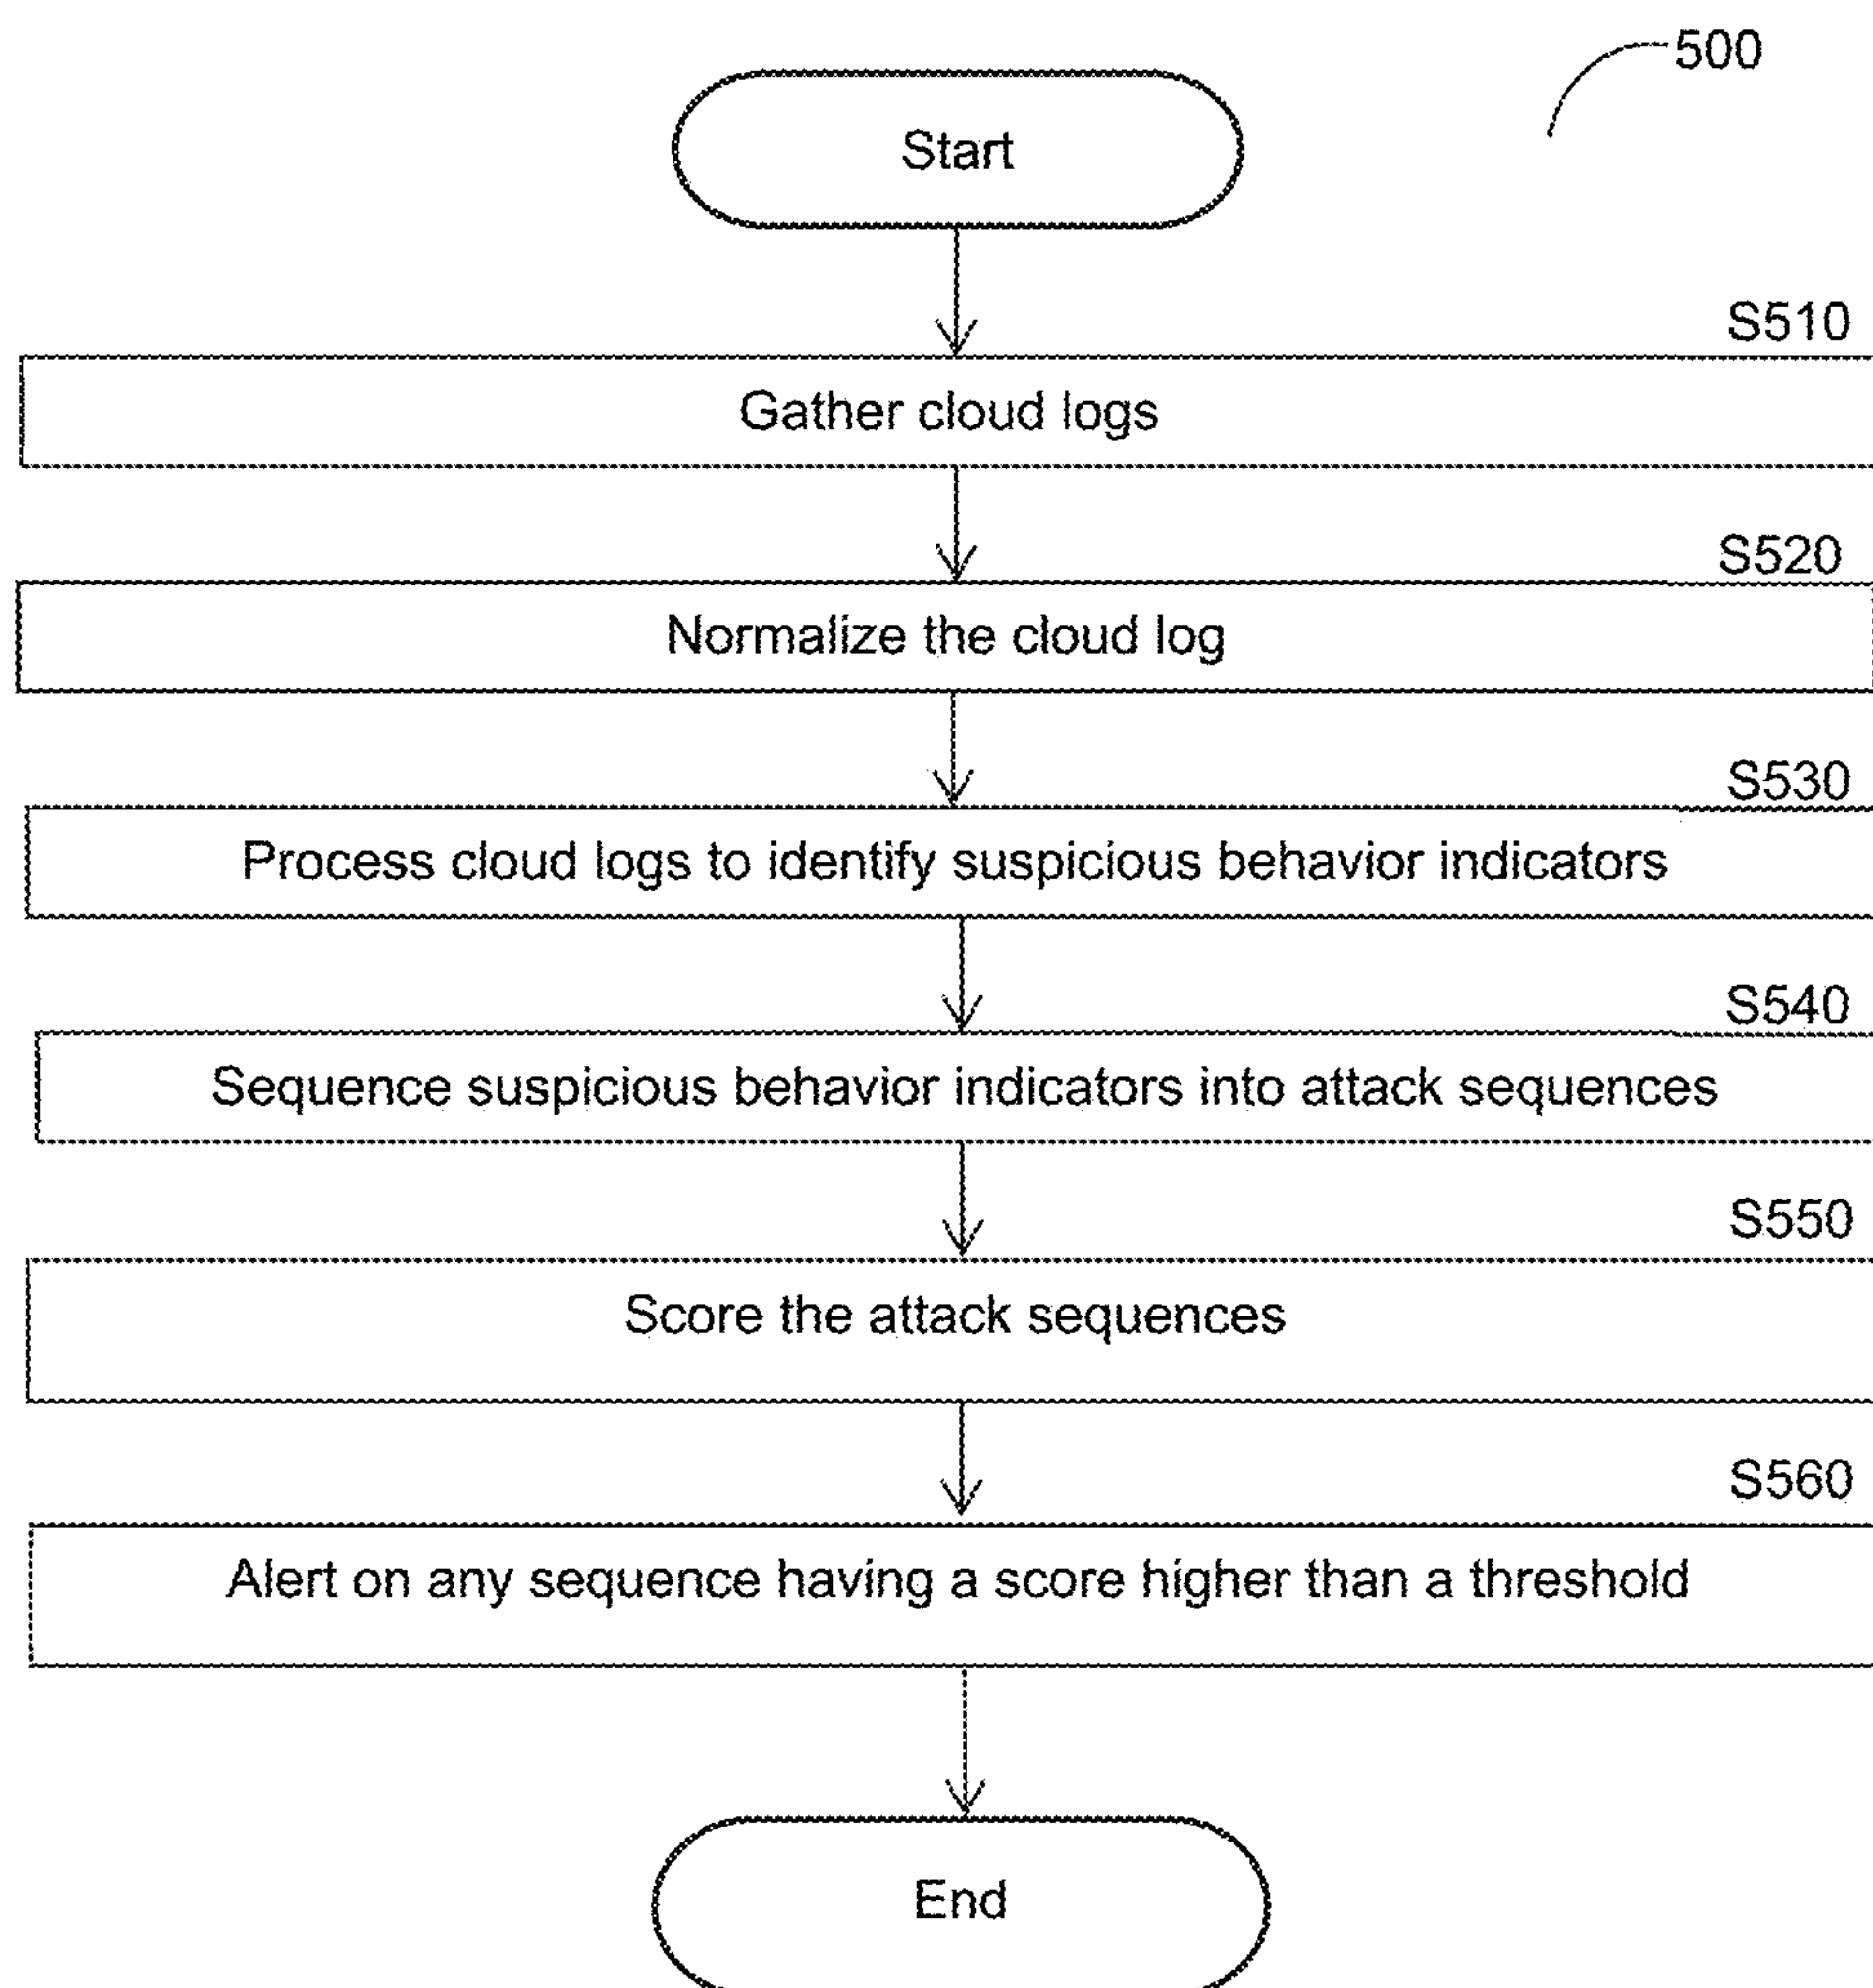 500
Start
S510
Gather cloud logs
S520
Normalize the cloud log
S530
Process cloud logs to identify suspicious behavior indicators
S540
Sequence suspicious behavior indicators into attack sequences
S550
Score the attack sequences
S560
Alert on any sequence having a score higher than a threshold
End